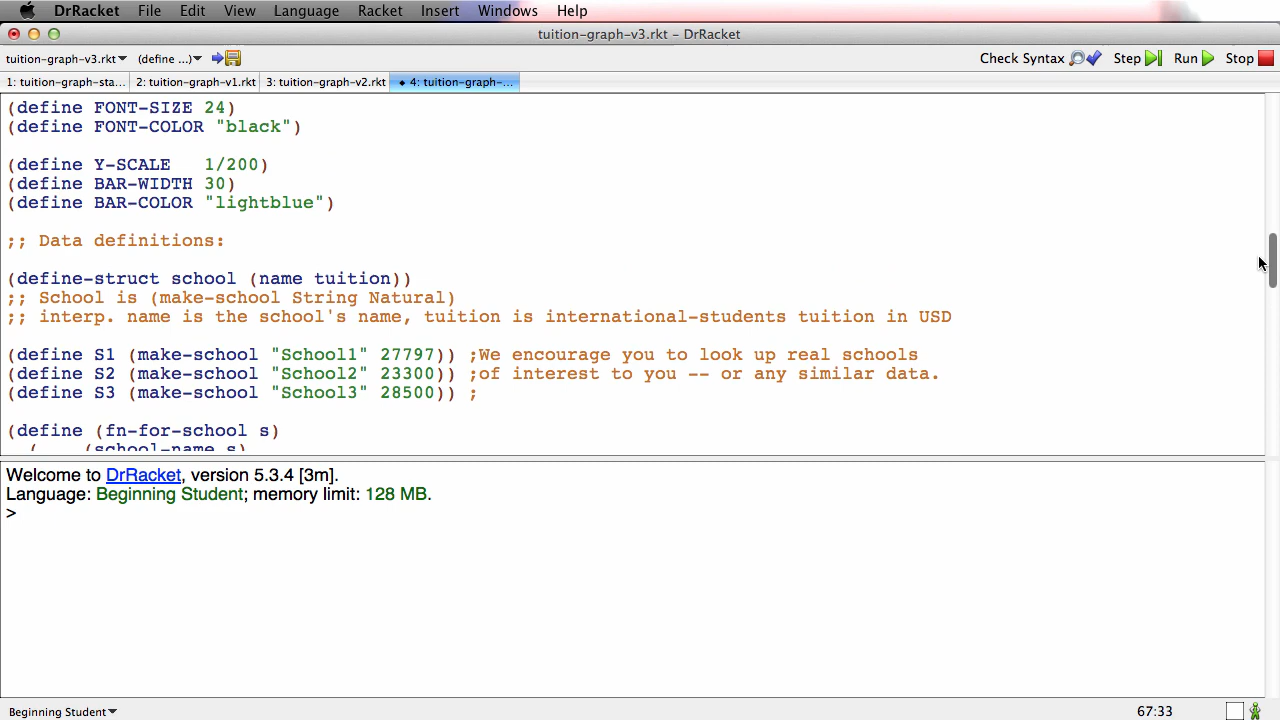 DrRacket File Edit View Language Racket Insert Windows Help
tuition-graph-v3.rkt – DrRacket
tuition-graph-v3.rkt (define ...) Check Syntax Step Run Stop
1: tuition-graph-sta... 2: tuition-graph-v1.rkt 3: tuition-graph-v2.rkt 4: tuition-graph-...
(define FONT-SIZE 24)
(define FONT-COLOR "black")
(define Y-SCALE 1/200)
(define BAR-WIDTH 30)
(define BAR-COLOR "lightblue")
;; Data definitions:
(define-struct school (name tuition))
;; School is (make-school String Natural)
;; interp. name is the school's name, tuition is international-students tuition in USD
(define S1 (make-school "School1" 27797)) ;We encourage you to look up real schools
(define S2 (make-school "School2" 23300)) ;of interest to you -- or any similar data.
(define S3 (make-school "School3" 28500)) ;
(define (fn-for-school s)
(... (school-name s)
Welcome to DrRacket, version 5.3.4 [3m].
Language: Beginning Student; memory limit: 128 MB.
>
Beginning Student 67:33